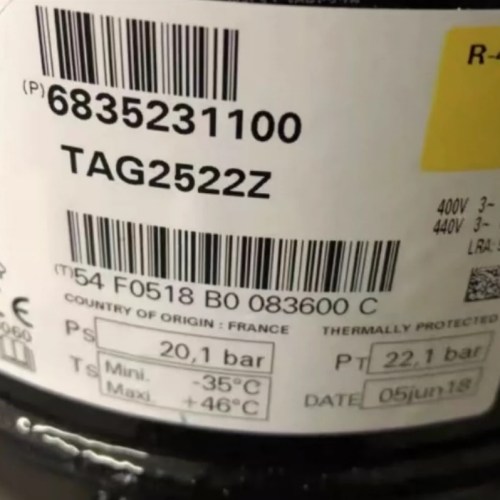 R-4
(P)6835231100
TAG2522Z
400V 3~
440V 3~
LRA:
(T)54 F0518 B0 083600 C
COUNTRY OF ORIGIN : FRANCE
THERMALLY PROTECTED
CE
Ps 20,1 bar
PT 22,1 bar
Ts Mini. -35°C
Maxi. +46°C
DATE 05jun18